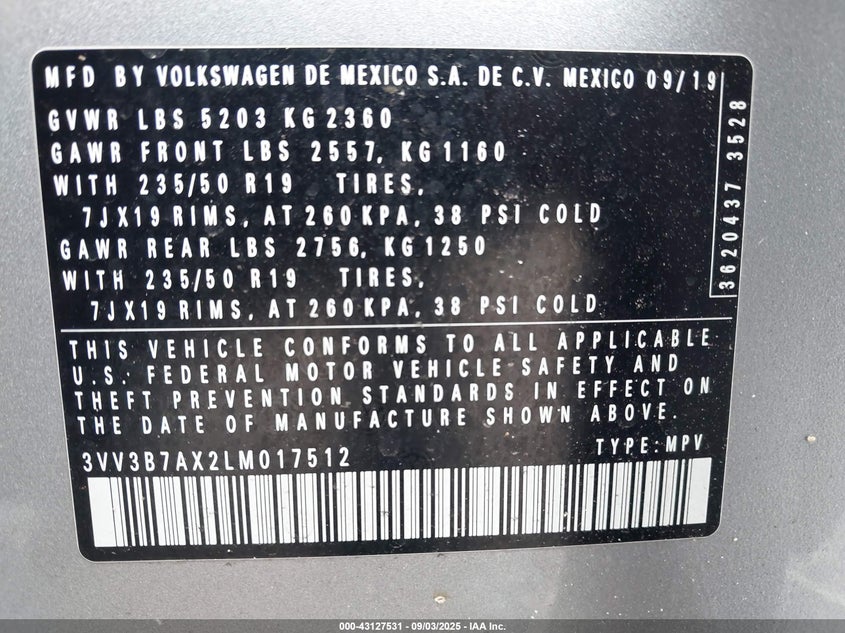 MFD BY VOLKSWAGEN DE MEXICO S.A. DE C.V. MEXICO 09/19
GVWR LBS 5203 KG 2360
GAWR FRONT LBS 2557, KG 1160
WITH 235/50 R19 TIRES,
7JX19 RIMS, AT 260 KPA, 38 PSI COLD
GAWR REAR LBS 2756, KG 1250
WITH 235/50 R19 TIRES,
7JX19 RIMS, AT 260 KPA, 38 PSI COLD
3620437 3528
THIS VEHICLE CONFORMS TO ALL APPLICABLE
U.S. FEDERAL MOTOR VEHICLE SAFETY AND
THEFT PREVENTION STANDARDS IN EFFECT ON
THE DATE OF MANUFACTURE SHOWN ABOVE.
3VV3B7AX2LM017512 TYPE: MPV
000-43127531 - 09/03/2025 - IAA Inc.